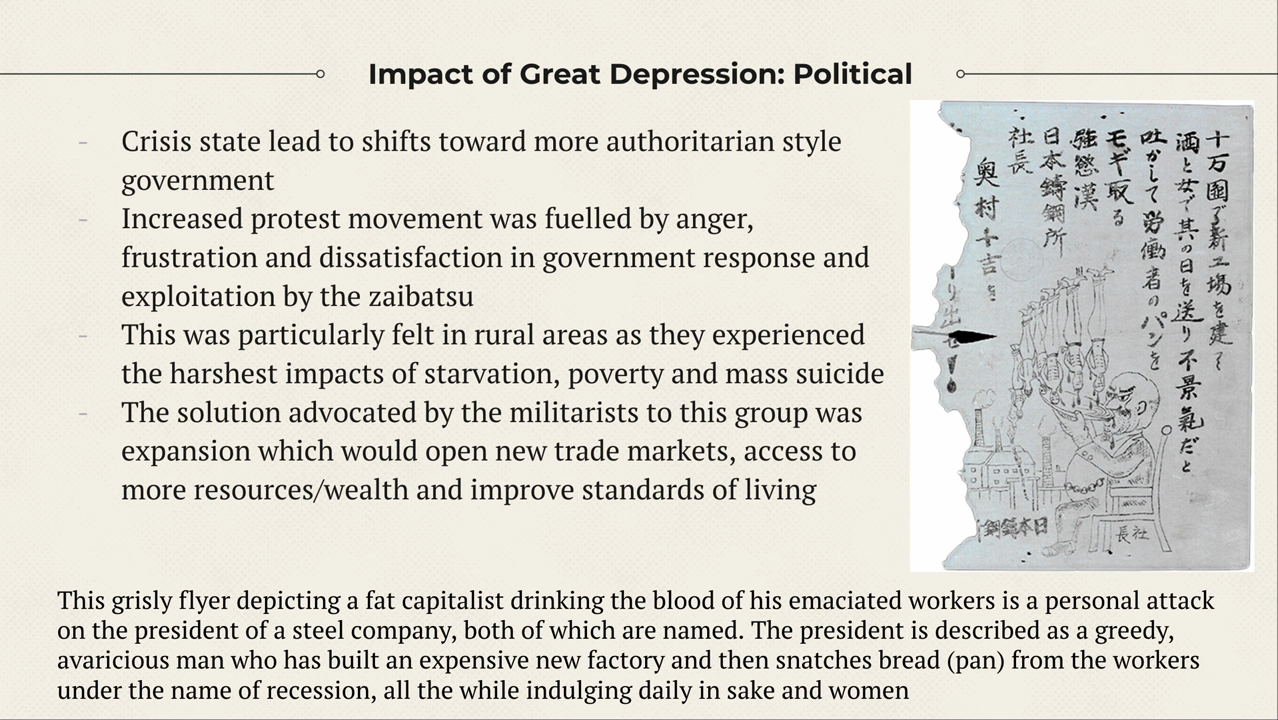 Impact of Great Depression: Political
- Crisis state lead to shifts toward more authoritarian style
government
- Increased protest movement was fuelled by anger,
frustration and dissatisfaction in government response and
exploitation by the zaibatsu
- This was particularly felt in rural areas as they experienced
the harshest impacts of starvation, poverty and mass suicide
- The solution advocated by the militarists to this group was
expansion which would open new trade markets, access to
more resources/wealth and improve standards of living
十万圓で新工場を建て
酒と女で其の日を送り不景氣だと
吐かして労働者のパンを
モギ取る
強慾漢
日本鑄鋼所
社長
奥村千吉を
日本鑄鋼
社長
This grisly flyer depicting a fat capitalist drinking the blood of his emaciated workers is a personal attack
on the president of a steel company, both of which are named. The president is described as a greedy,
avaricious man who has built an expensive new factory and then snatches bread (pan) from the workers
under the name of recession, all the while indulging daily in sake and women